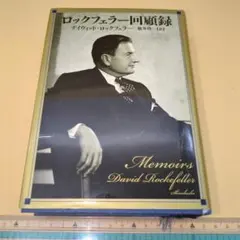 ロックフェラー回顧録
デイヴィッド・ロックフェラー
Memoirs
David Rockefeller